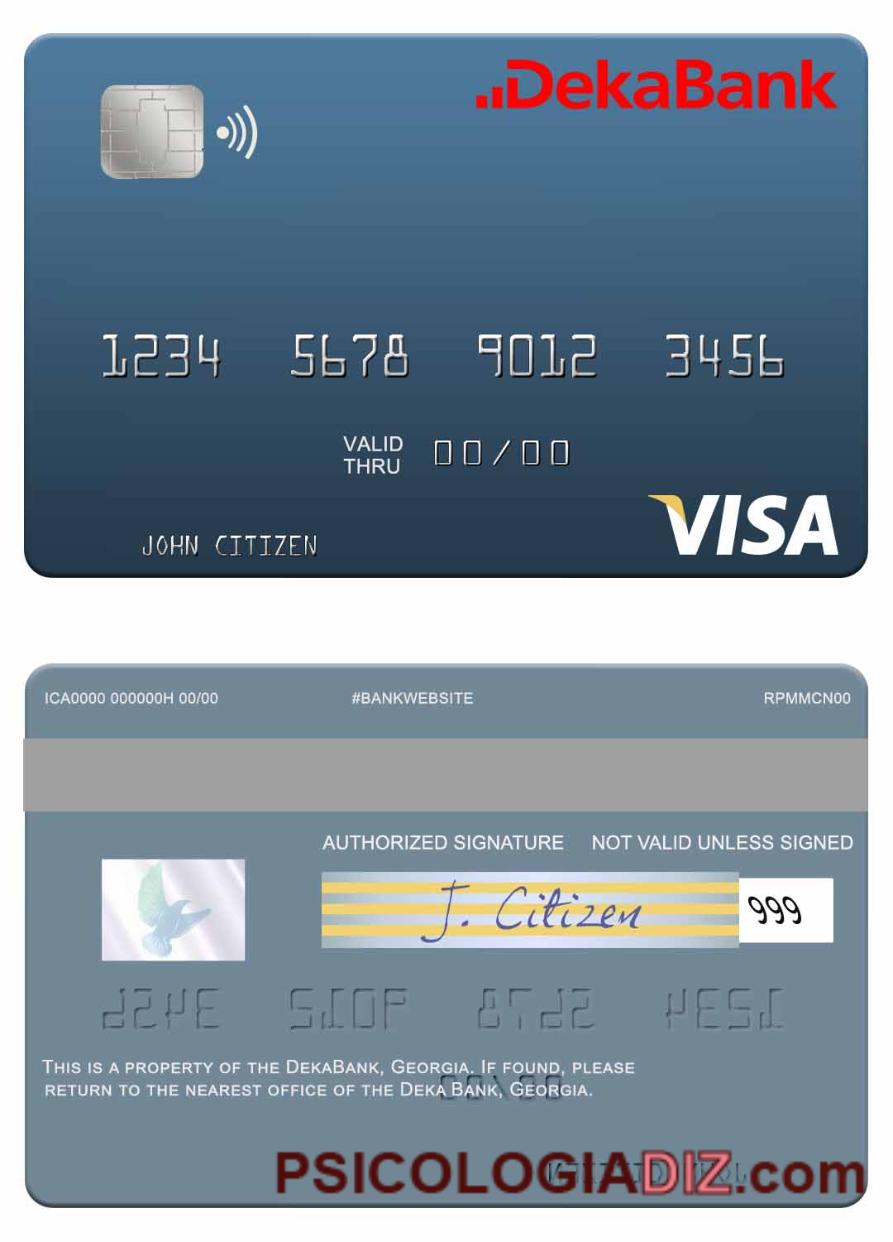 DekaBank
1234 5678 9012 3456
VALID THRU 00/00
VISA
JOHN CITIZEN
ICA0000 000000H 00/00 #BANKWEBSITE RPMMCN00
AUTHORIZED SIGNATURE NOT VALID UNLESS SIGNED
J. Citizen 999
THIS IS A PROPERTY OF THE DEKABANK, GEORGIA. IF FOUND, PLEASE
RETURN TO THE NEAREST OFFICE OF THE DEKA BANK, GEORGIA.
PSICOLOGIADIZ.com